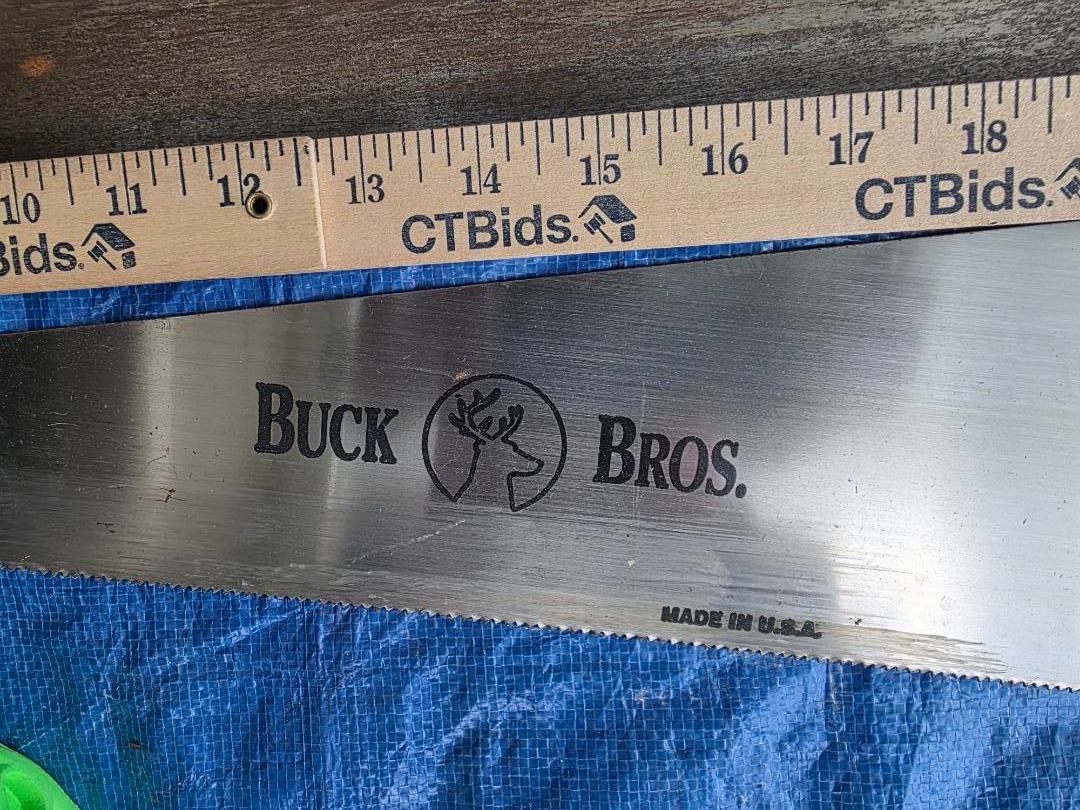 10 11 12 13 14 15 16 17 18
Bids. CTBids. CTBids.
BUCK BROS.
MADE IN U.S.A.